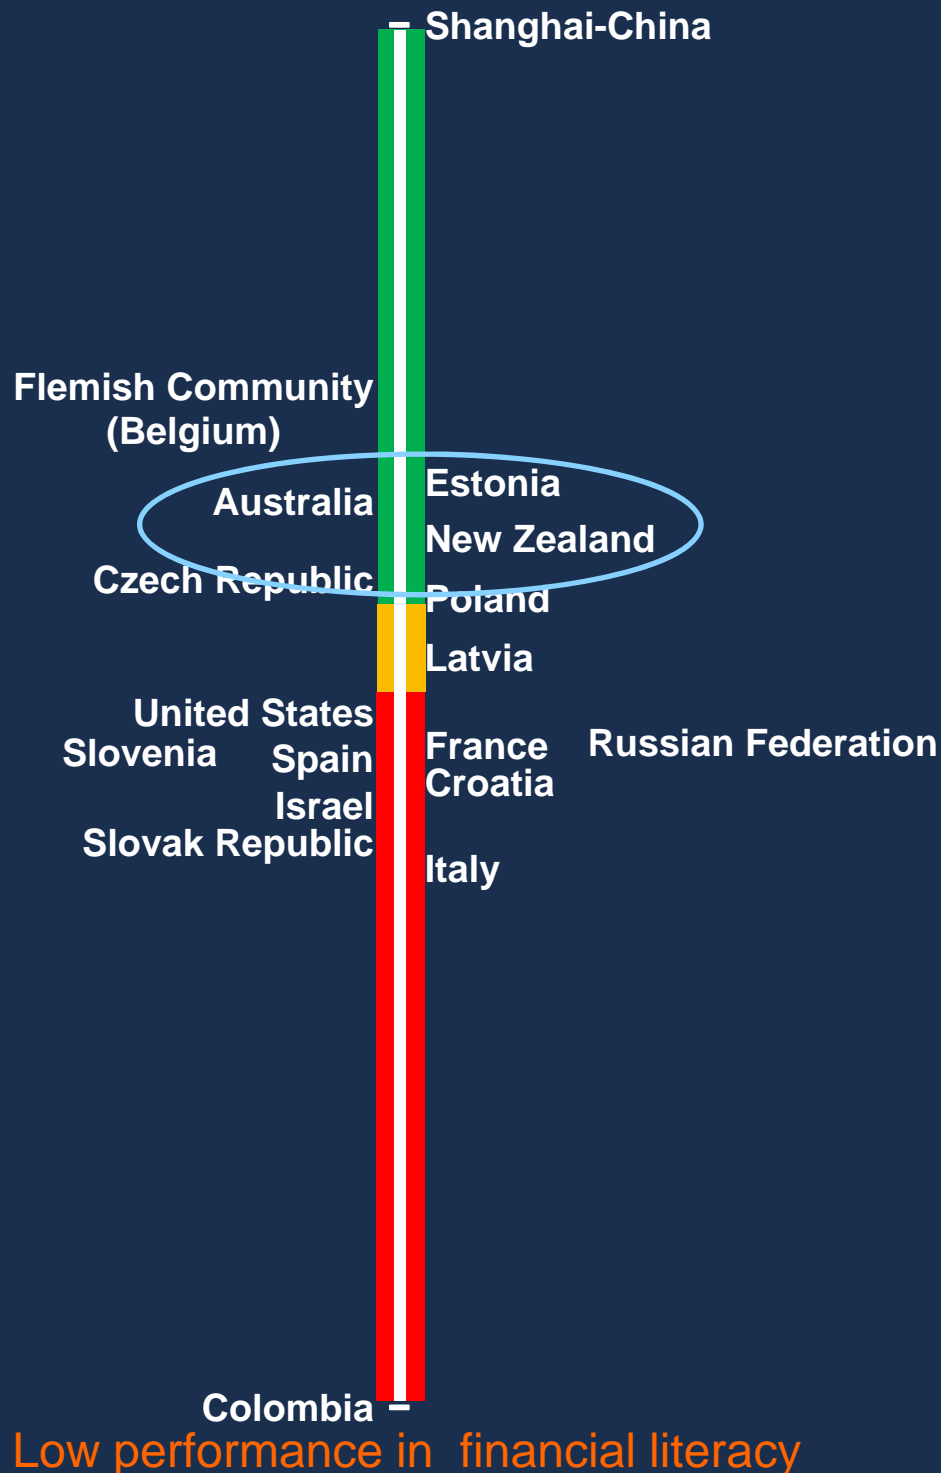 Shanghai-China
Flemish Community
(Belgium)
Estonia
Australia
New Zealand
Czech Republic
Poland
Latvia
United States
Slovenia Spain France Russian Federation
Croatia
Israel
Slovak Republic
Italy
Colombia
Low performance in financial literacy